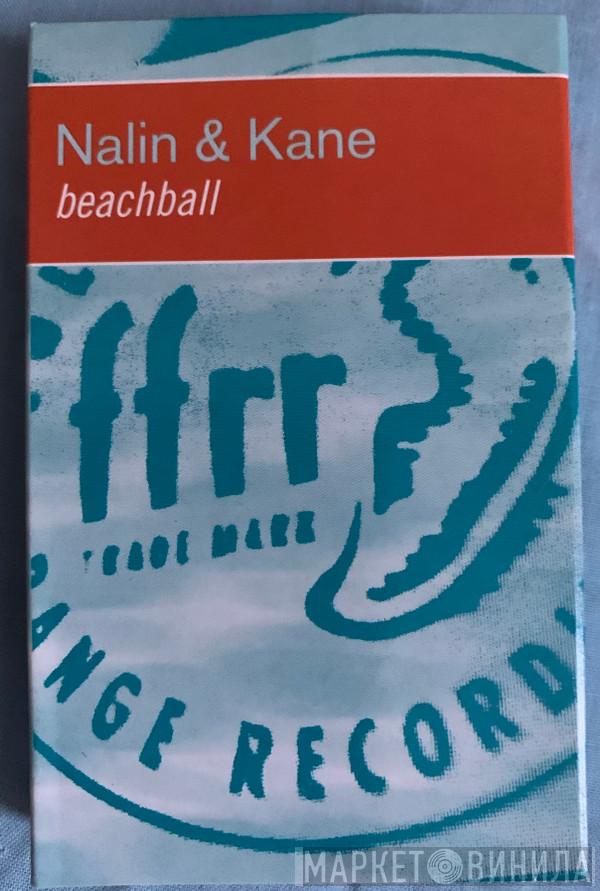 Nalin & Kane
beachball
ffrr
TRADE MARK
ANGE RECORD
МАРКЕТ ВИНИЛА